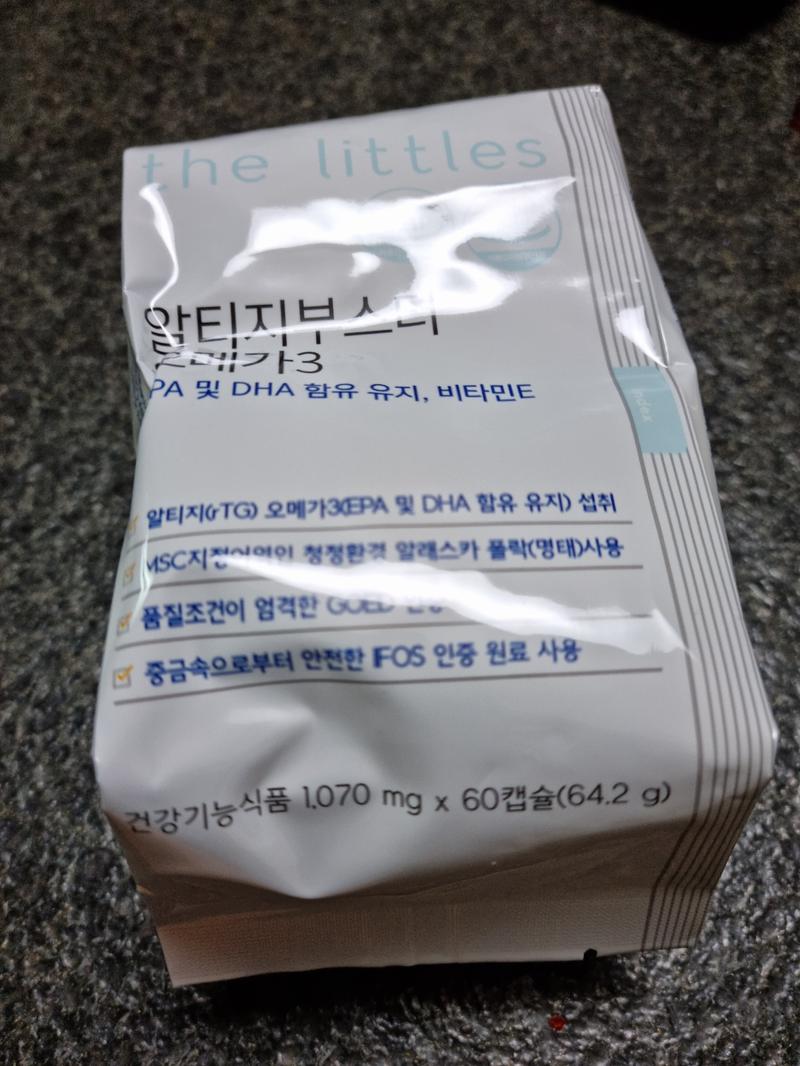 the littles
알티지부스터
오메가3
PA 및 DHA 함유 유지, 비타민E
ndex
알티지(rTG) 오메가3(EPA 및 DHA 함유 유지) 섭취
MSC지정어역인 청정환경 알래스카 폴락(명태)사용
품질조건이 엄격한 GOED
중금속으로부터 안전한 IFOS 인증 원료 사용
건강기능식품 1,070 mg x 60캡슐(64.2 g)